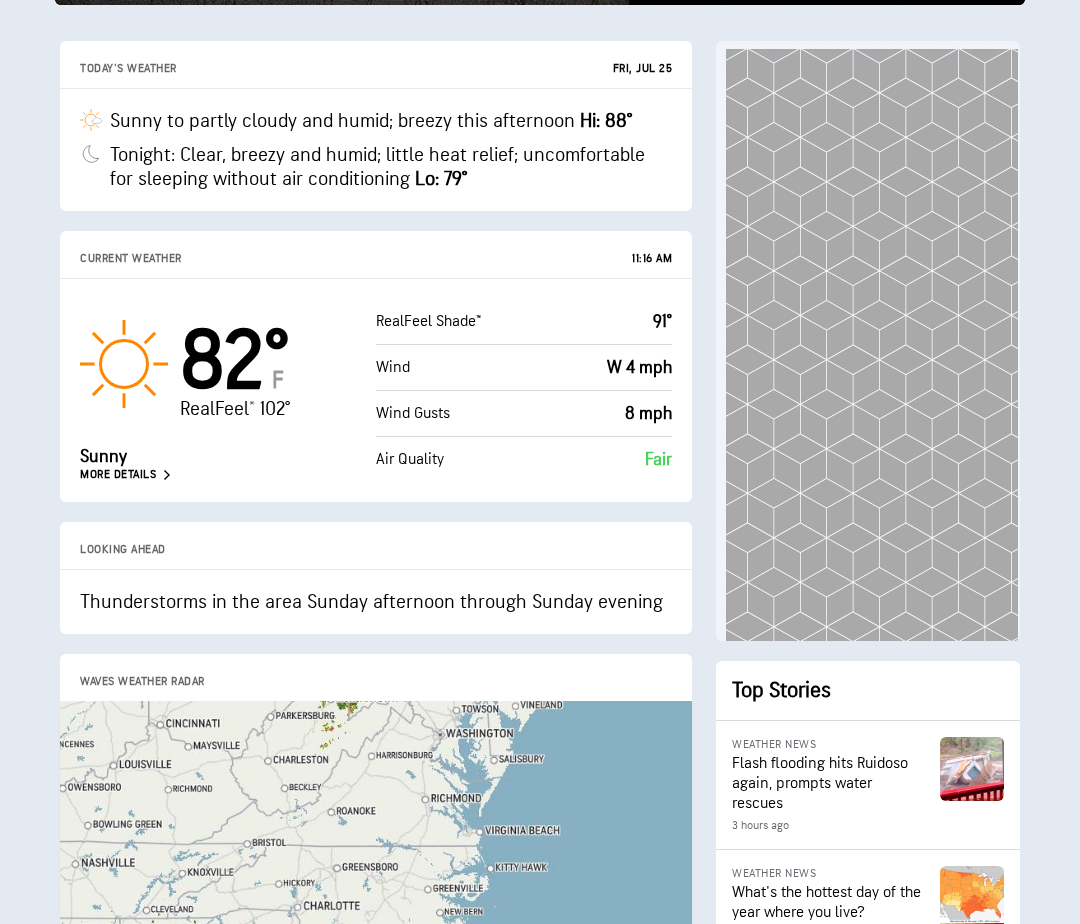 TODAY'S WEATHER
FRI, JUL 25
Sunny to partly cloudy and humid; breezy this afternoon Hi: 88°
Tonight: Clear, breezy and humid; little heat relief; uncomfortable
for sleeping without air conditioning Lo: 79°
CURRENT WEATHER
11:16 AM
82°
F
RealFeel® 102°
Sunny
MORE DETAILS
RealFeel Shade™
91°
Wind
W 4 mph
Wind Gusts
8 mph
Air Quality
Fair
LOOKING AHEAD
Thunderstorms in the area Sunday afternoon through Sunday evening
WAVES WEATHER RADAR
TOWSON
VINELAND
PARKERSBURG
CINCINNATI
WASHINGTON
NCENNES
MAYSVILLE
HARRISONBURG
CHARLESTON
SALISBURY
LOUISVILLE
OWENSBORO
RICHMOND
BECKLEY
RICHMOND
ROANOKE
BOWLING GREEN
VIRGINIA BEACH
BRISTOL
NASHVILLE
KNOXVILLE
GREENSBORO
KITTY HAWK
HICKORY
GREENVILLE
CLEVELAND
CHARLOTTE
NEW BERN
Top Stories
WEATHER NEWS
Flash flooding hits Ruidoso
again, prompts water
rescues
3 hours ago
WEATHER NEWS
What's the hottest day of the
year where you live?